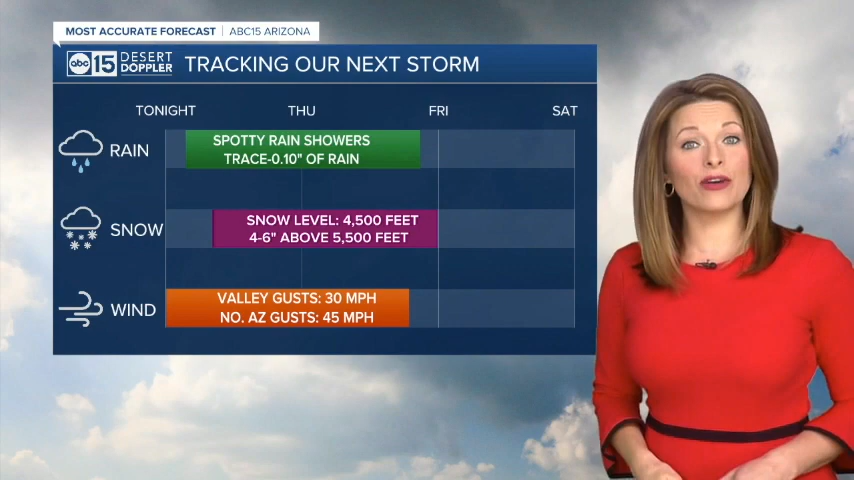 MOST ACCURATE FORECAST | ABC15 ARIZONA
abc 15 DESERT DOPPLER TRACKING OUR NEXT STORM
TONIGHT THU FRI SAT
RAIN
SPOTTY RAIN SHOWERS
TRACE-0.10" OF RAIN
SNOW
SNOW LEVEL: 4,500 FEET
4-6" ABOVE 5,500 FEET
WIND
VALLEY GUSTS: 30 MPH
NO. AZ GUSTS: 45 MPH